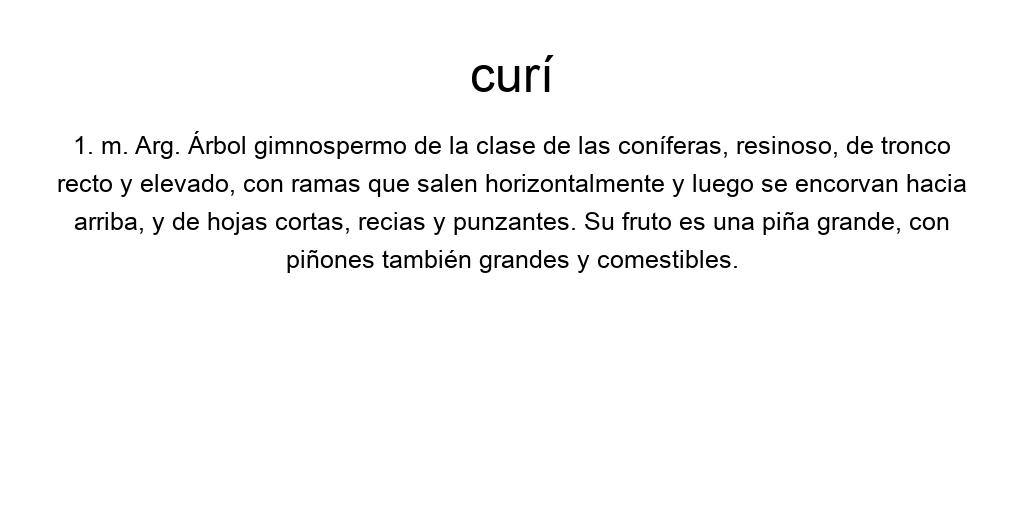 curí
1. m. Arg. Árbol gimnospermo de la clase de las coníferas, resinoso, de tronco
recto y elevado, con ramas que salen horizontalmente y luego se encorvan hacia
arriba, y de hojas cortas, recias y punzantes. Su fruto es una piña grande, con
piñones también grandes y comestibles.